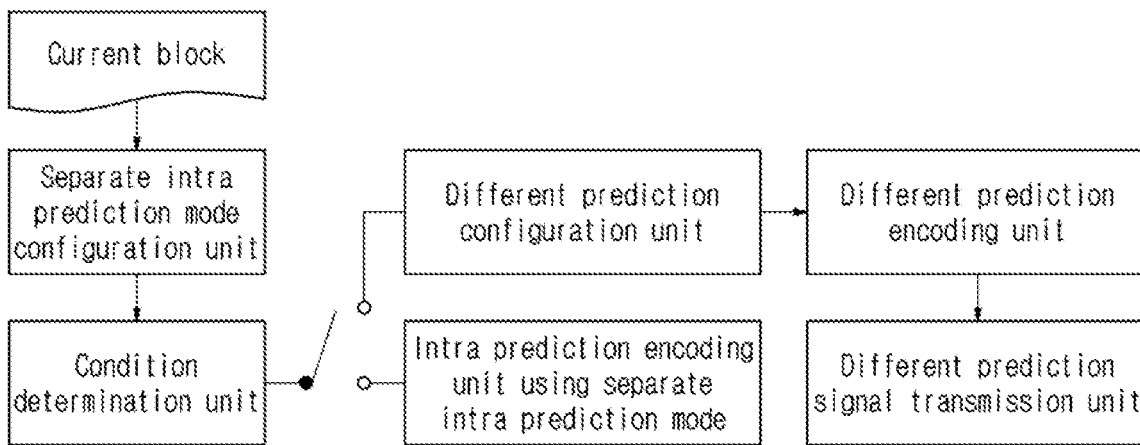 Current block
Separate intra
prediction mode
configuration unit
Different prediction
configuration unit
Different prediction
encoding unit
Condition
determination unit
Intra prediction encoding
unit using separate
intra prediction mode
Different prediction
signal transmission unit